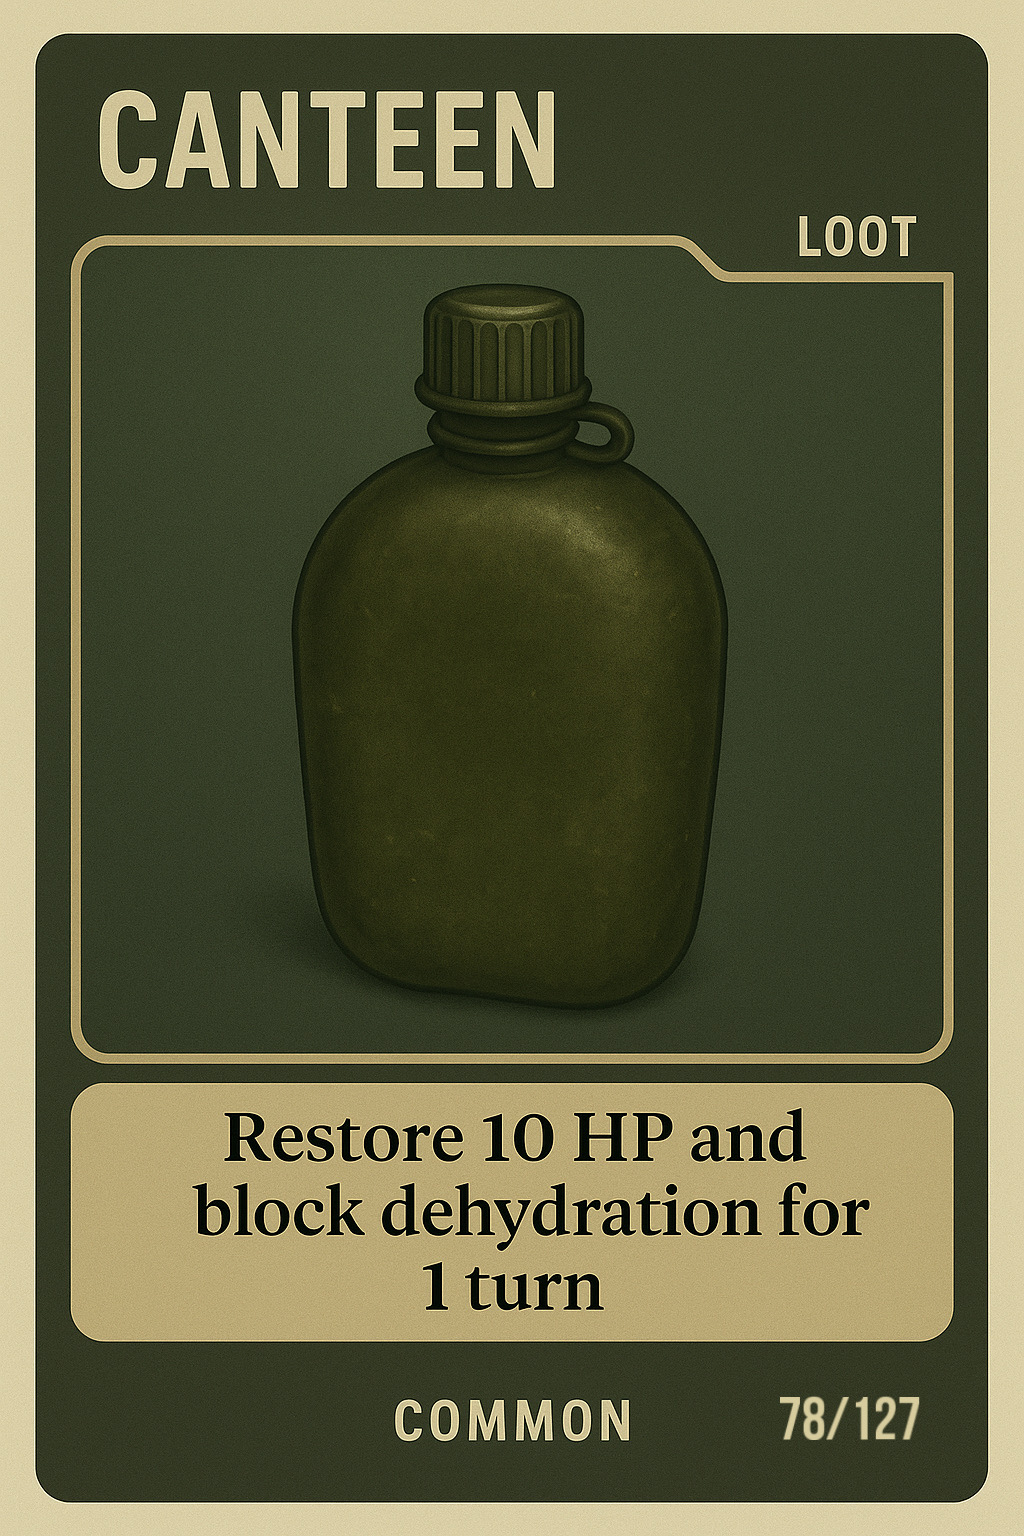 CANTEEN
LOOT
Restore 10 HP and
block dehydration for
1 turn
COMMON
78/127